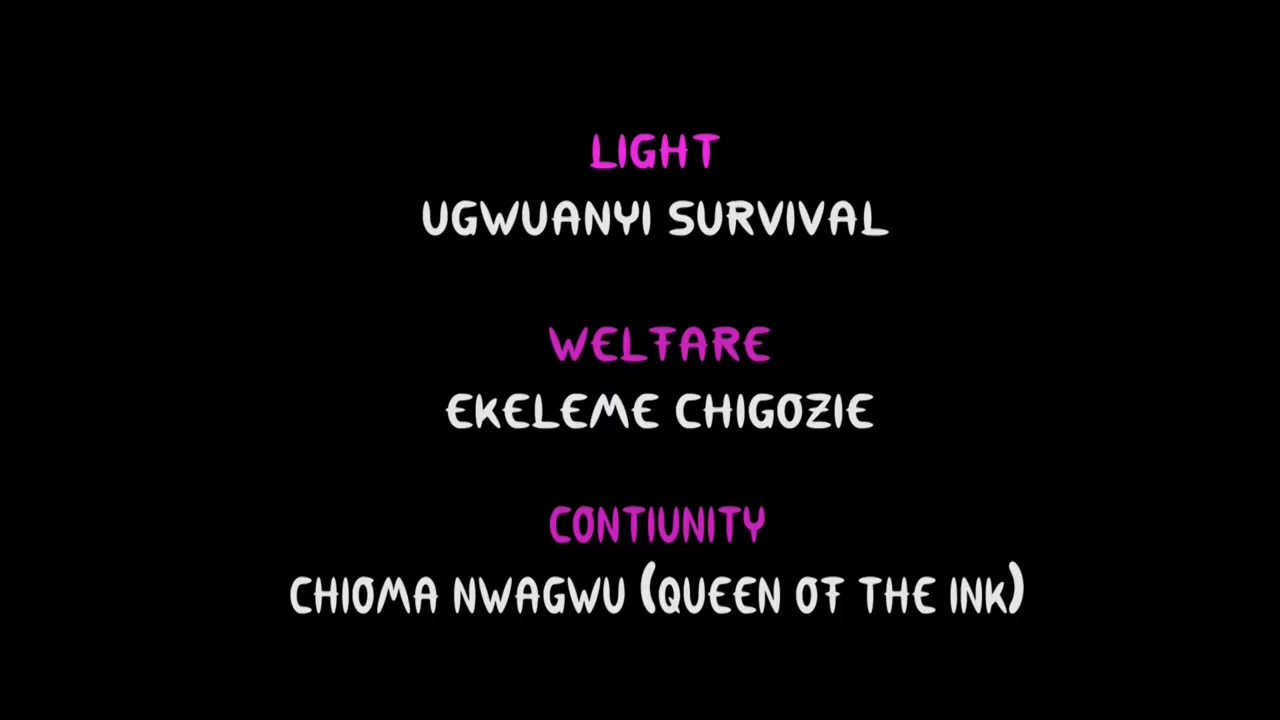 LIGHT
UGWUANYI SURVIVAL
WELFARE
EKELEME CHIGOZIE
CONTIUNITY
CHIOMA NWAGWU (QUEEN OF THE INK)